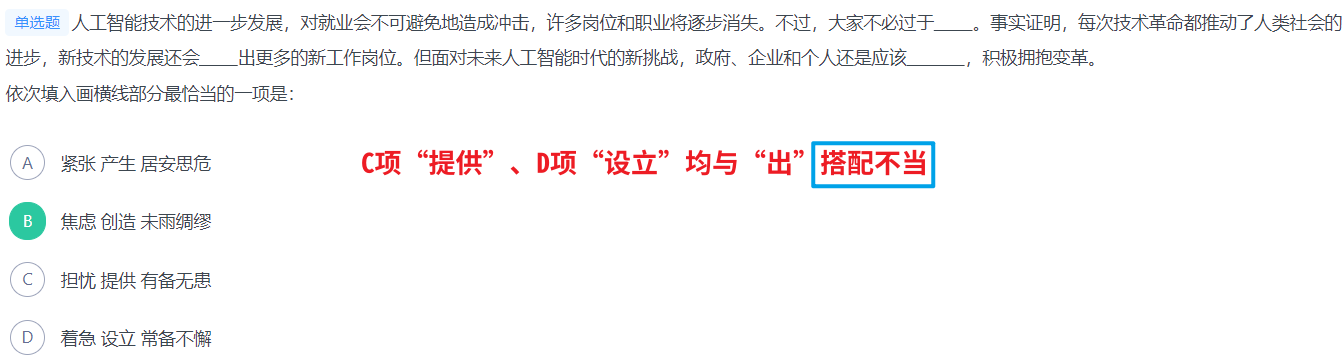 单选题 人工智能技术的进一步发展，对就业会不可避免地造成冲击，许多岗位和职业将逐步消失。不过，大家不必过于____。事实证明，每次技术革命都推动了人类社会的
进步，新技术的发展还会____出更多的新工作岗位。但面对未来人工智能时代的新挑战，政府、企业和个人还是应该______，积极拥抱变革。
依次填入画横线部分最恰当的一项是：
A 紧张 产生 居安思危
C项“提供”、D项“设立”均与“出”搭配不当
B 焦虑 创造 未雨绸缪
C 担忧 提供 有备无患
D 着急 设立 常备不懈